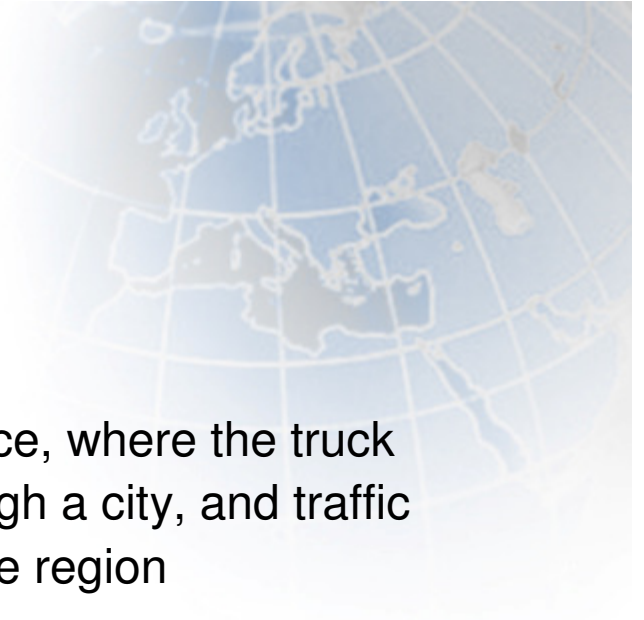 ce, where the truck
gh a city, and traffic
e region